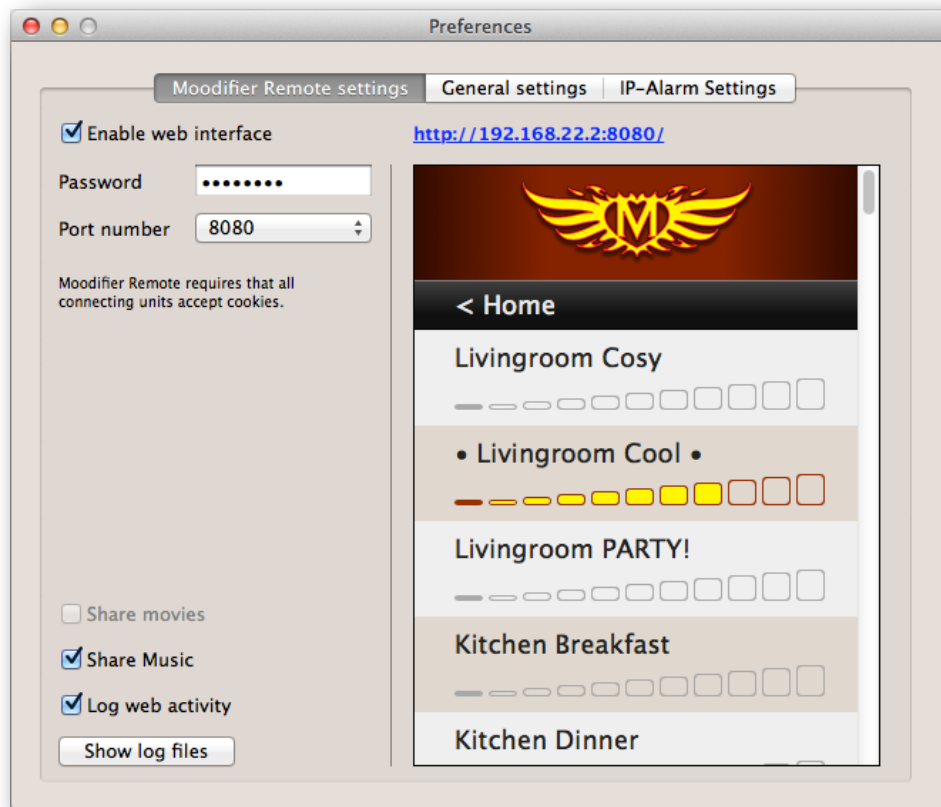 Preferences
Moodifier Remote settings
General settings
IP-Alarm Settings
Enable web interface
Password
••••••••
Port number
8080
Moodifier Remote requires that all
connecting units accept cookies.
Share movies
Share Music
Log web activity
Show log files
http://192.168.22.2:8080/
M
< Home
Livingroom Cosy
• Livingroom Cool •
Livingroom PARTY!
Kitchen Breakfast
Kitchen Dinner